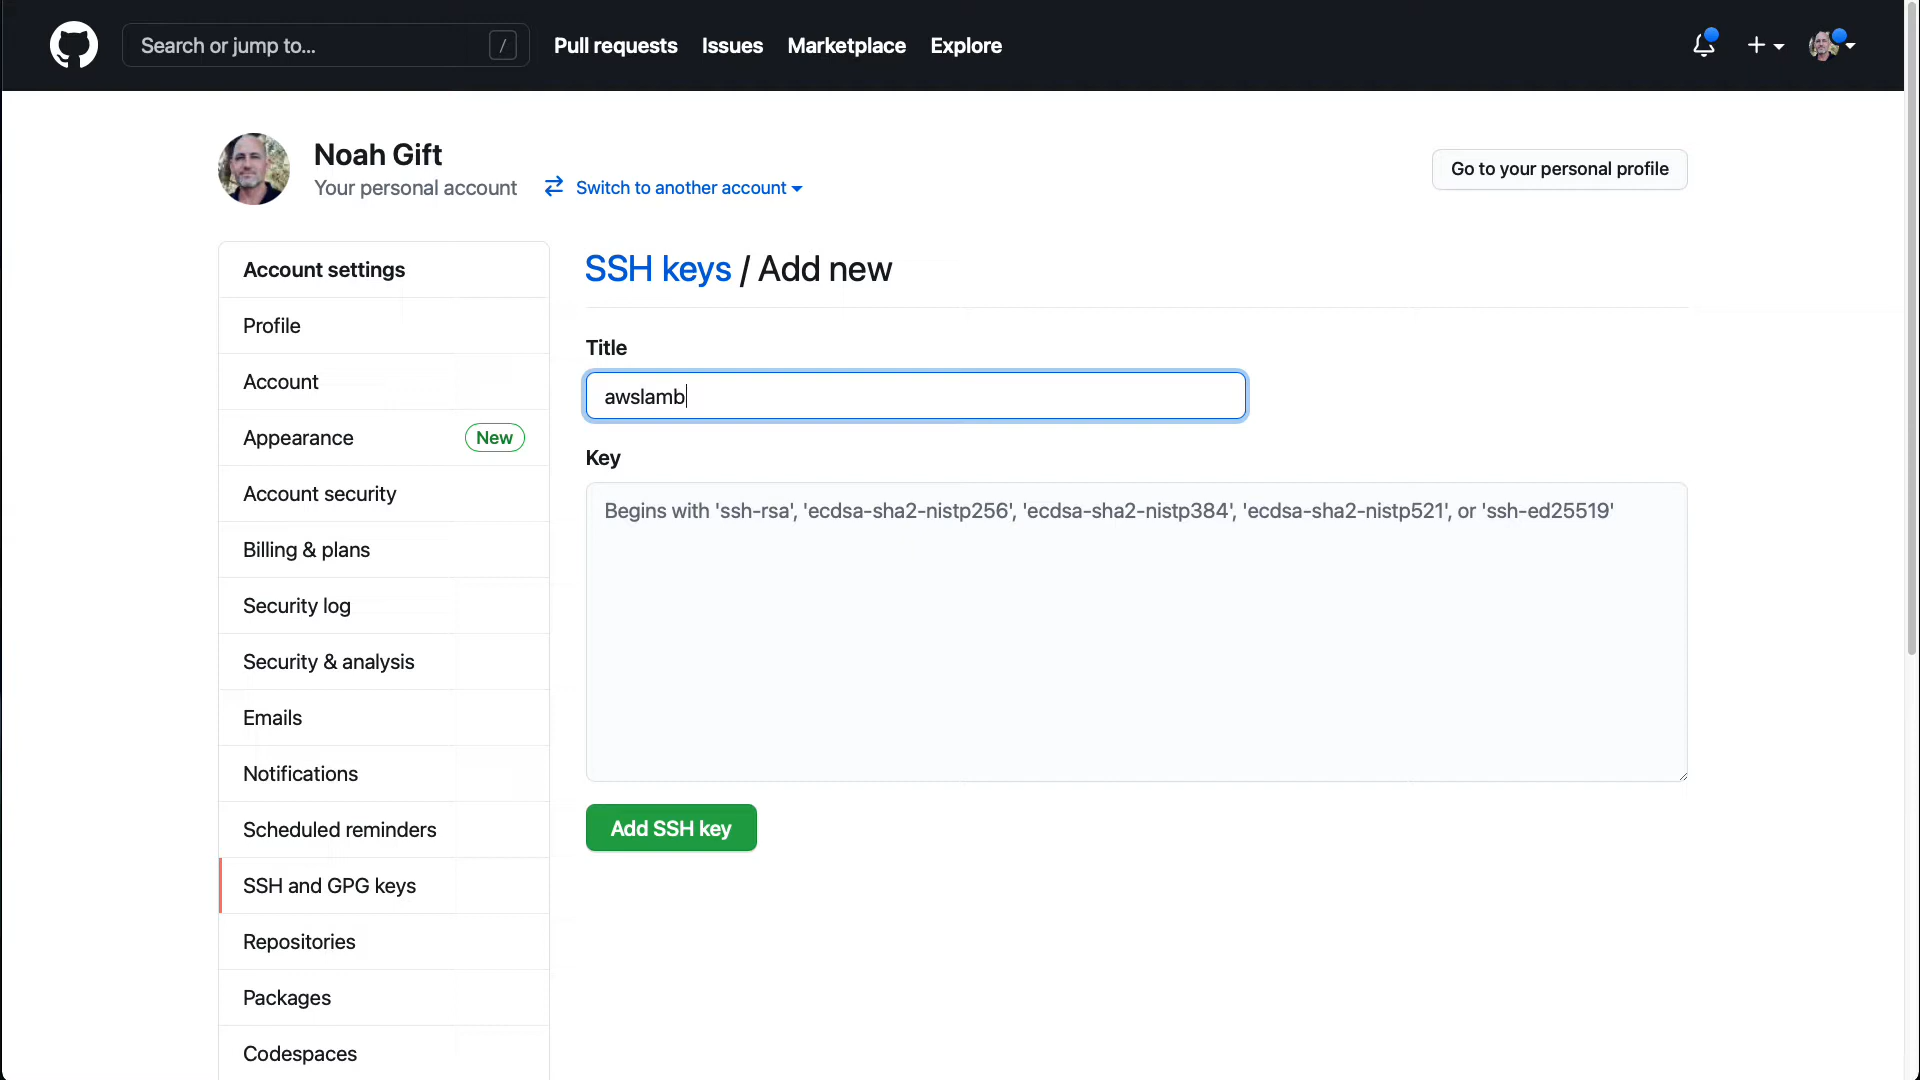 Search or jump to... / Pull requests Issues Marketplace Explore
Noah Gift
Your personal account Switch to another account
Go to your personal profile
Account settings
Profile
Account
Appearance New
Account security
Billing & plans
Security log
Security & analysis
Emails
Notifications
Scheduled reminders
SSH and GPG keys
Repositories
Packages
Codespaces
SSH keys / Add new
Title
awslamb
Key
Begins with 'ssh-rsa', 'ecdsa-sha2-nistp256', 'ecdsa-sha2-nistp384', 'ecdsa-sha2-nistp521', or 'ssh-ed25519'
Add SSH key